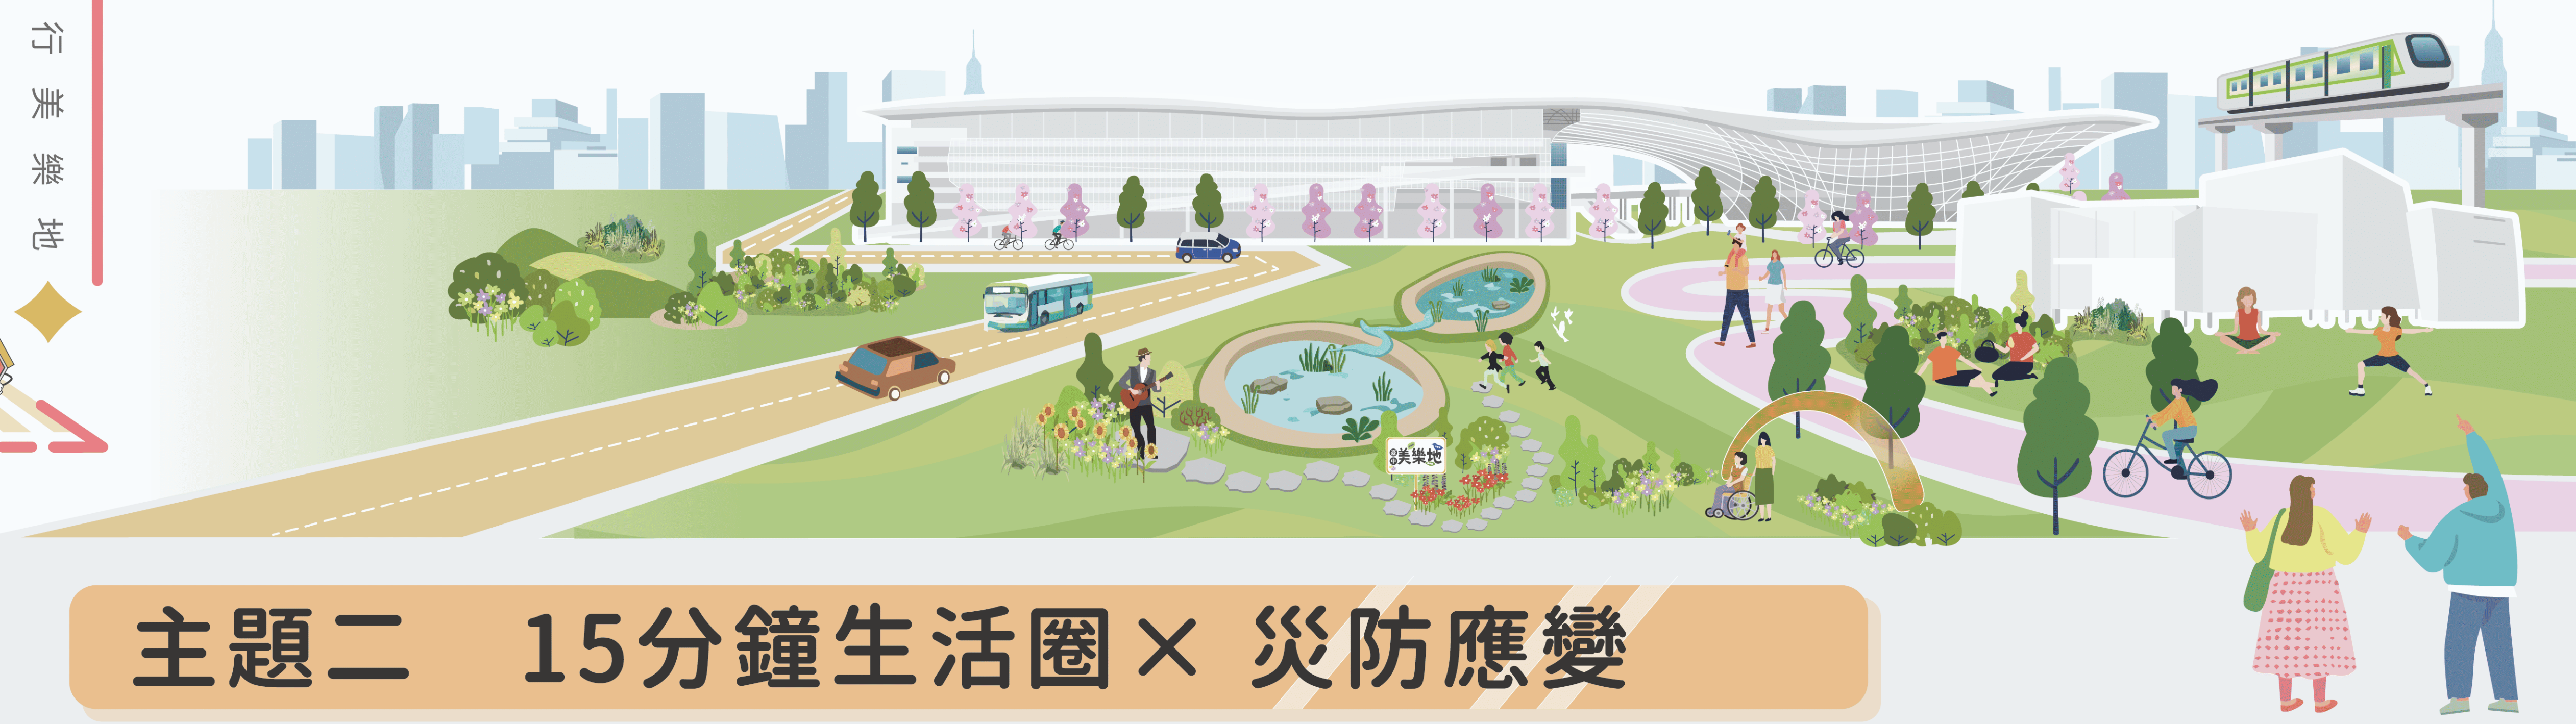 行美樂地
美樂地
主題二 15分鐘生活圈× 災防應變